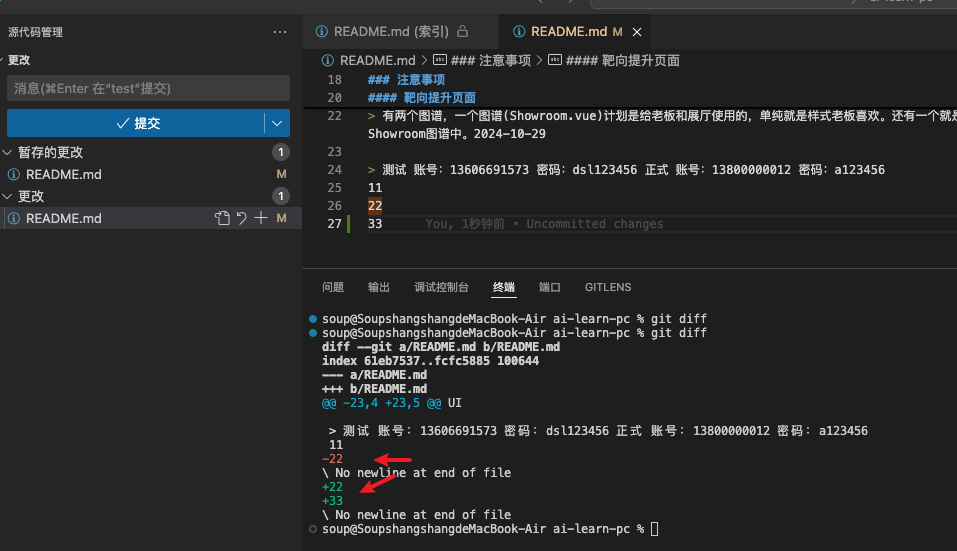 ai-learn-pc
源代码管理
更改
消息(⌘Enter 在“test”提交)
提交
暂存的更改 1
README.md M
更改 1
README.md M
README.md (索引)
README.md M
README.md > ### 注意事项 > #### 靶向提升页面
18 ### 注意事项
20 #### 靶向提升页面
22 > 有两个图谱，一个图谱(Showroom.vue)计划是给老板和展厅使用的，单纯就是样式老板喜欢。还有一个就是
Showroom图谱中。2024-10-29
23
24 > 测试 账号：13606691573 密码：dsl123456 正式 账号：13800000012 密码：a123456
25 11
26 22
27 33 You, 1秒钟前 • Uncommitted changes
问题 输出 调试控制台 终端 端口 GITLENS
soup@SoupshangshangdeMacBook-Air ai-learn-pc % git diff
soup@SoupshangshangdeMacBook-Air ai-learn-pc % git diff
diff --git a/README.md b/README.md
index 61eb7537..fcfc5885 100644
--- a/README.md
+++ b/README.md
@@ -23,4 +23,5 @@ UI
> 测试 账号：13606691573 密码：dsl123456 正式 账号：13800000012 密码：a123456
11
-22
\ No newline at end of file
+22
+33
\ No newline at end of file
soup@SoupshangshangdeMacBook-Air ai-learn-pc %